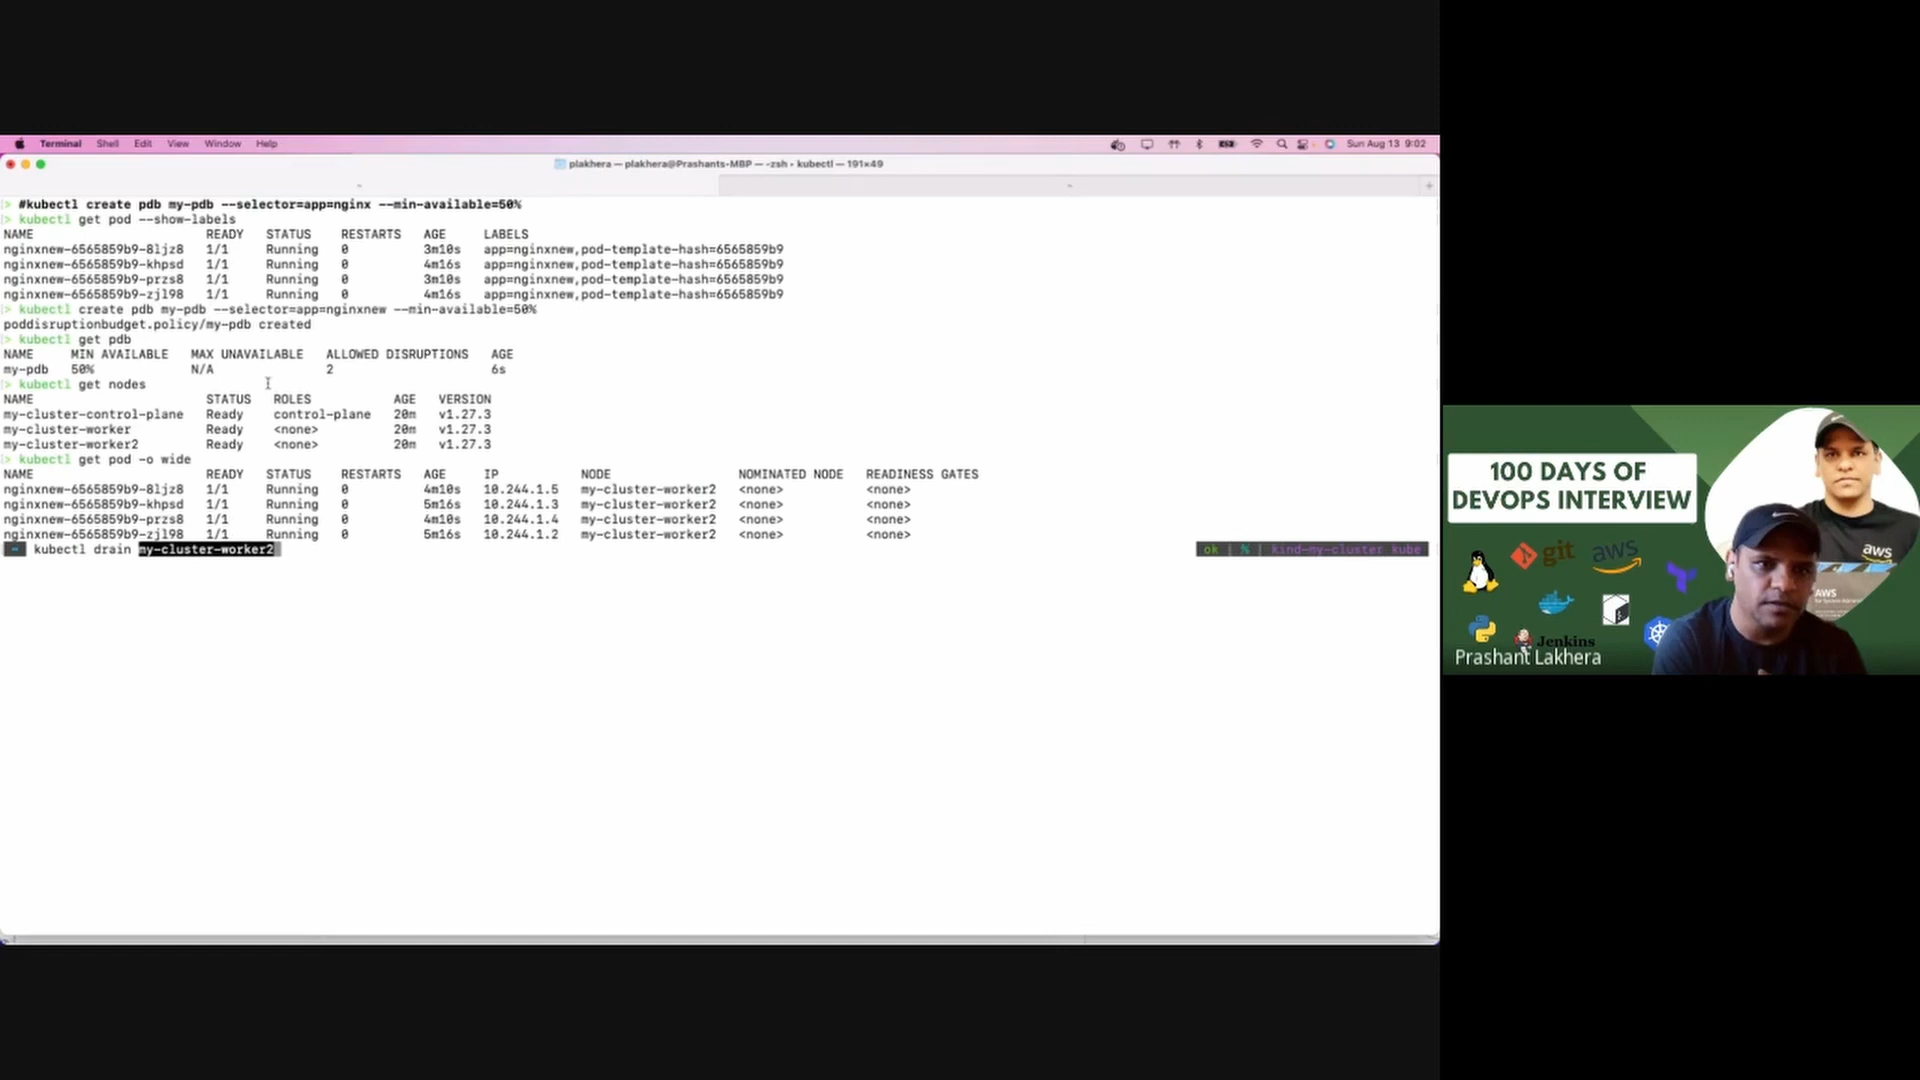 Terminal Shell Edit View Window Help Sun Aug 13 9:02
plakhera — plakhera@Prashants-MBP — -zsh • kubectl — 191×49
> #kubectl create pdb my-pdb --selector=app=nginx --min-available=50%
> kubectl get pod --show-labels
NAME READY STATUS RESTARTS AGE LABELS
nginxnew-6565859b9-8ljz8 1/1 Running 0 3m10s app=nginxnew,pod-template-hash=6565859b9
nginxnew-6565859b9-khpsd 1/1 Running 0 4m16s app=nginxnew,pod-template-hash=6565859b9
nginxnew-6565859b9-przs8 1/1 Running 0 3m10s app=nginxnew,pod-template-hash=6565859b9
nginxnew-6565859b9-zjl98 1/1 Running 0 4m16s app=nginxnew,pod-template-hash=6565859b9
> kubectl create pdb my-pdb --selector=app=nginxnew --min-available=50%
poddisruptionbudget.policy/my-pdb created
> kubectl get pdb
NAME MIN AVAILABLE MAX UNAVAILABLE ALLOWED DISRUPTIONS AGE
my-pdb 50% N/A 2 6s
> kubectl get nodes
NAME STATUS ROLES AGE VERSION
my-cluster-control-plane Ready control-plane 20m v1.27.3
my-cluster-worker Ready <none> 20m v1.27.3
my-cluster-worker2 Ready <none> 20m v1.27.3
> kubectl get pod -o wide
NAME READY STATUS RESTARTS AGE IP NODE NOMINATED NODE READINESS GATES
nginxnew-6565859b9-8ljz8 1/1 Running 0 4m10s 10.244.1.5 my-cluster-worker2 <none> <none>
nginxnew-6565859b9-khpsd 1/1 Running 0 5m16s 10.244.1.3 my-cluster-worker2 <none> <none>
nginxnew-6565859b9-przs8 1/1 Running 0 4m10s 10.244.1.4 my-cluster-worker2 <none> <none>
nginxnew-6565859b9-zjl98 1/1 Running 0 5m16s 10.244.1.2 my-cluster-worker2 <none> <none>
~ kubectl drain my-cluster-worker2 ok | % | kind-my-cluster kube
100 DAYS OF
DEVOPS INTERVIEW
git aws
aws
AWS
Jenkins
Prashant Lakhera